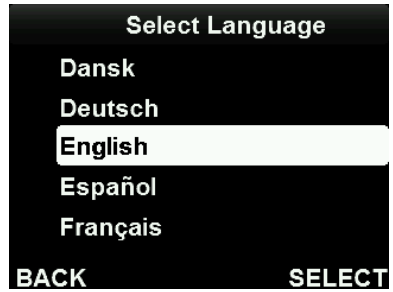 Select Language
Dansk
Deutsch
English
Español
Français
BACK SELECT